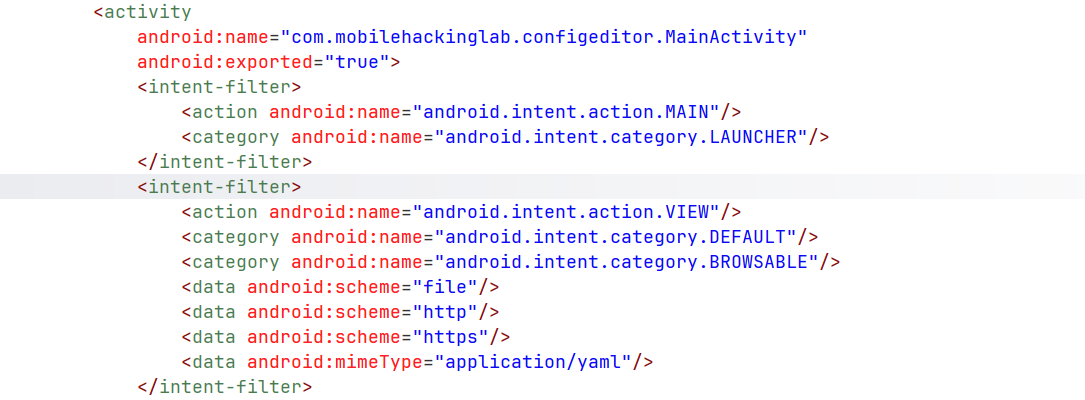 <activity
android:name="com.mobilehackinglab.configeditor.MainActivity"
android:exported="true">
<intent-filter>
<action android:name="android.intent.action.MAIN"/>
<category android:name="android.intent.category.LAUNCHER"/>
</intent-filter>
<intent-filter>
<action android:name="android.intent.action.VIEW"/>
<category android:name="android.intent.category.DEFAULT"/>
<category android:name="android.intent.category.BROWSABLE"/>
<data android:scheme="file"/>
<data android:scheme="http"/>
<data android:scheme="https"/>
<data android:mimeType="application/yaml"/>
</intent-filter>